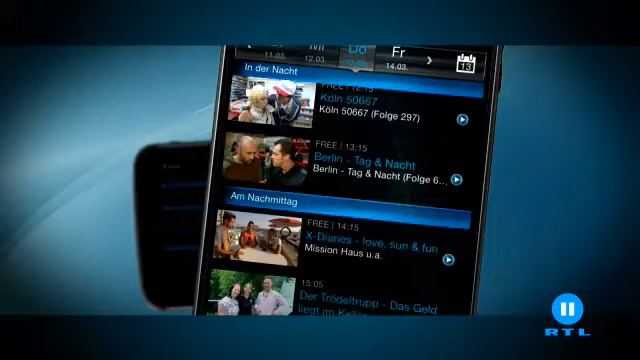 Do
Fr
11.03.
12.03.
14.03.
13
In der Nacht
FREE | 12:15
Köln 50667
Köln 50667 (Folge 297)
FREE | 13:15
Berlin - Tag & Nacht
Berlin - Tag & Nacht (Folge 6...
Am Nachmittag
FREE | 14:15
X-Diaries - love, sun & fun
Mission Haus u.a.
15:05
Der Trödeltrupp - Das Geld
liegt im Keller
RTL